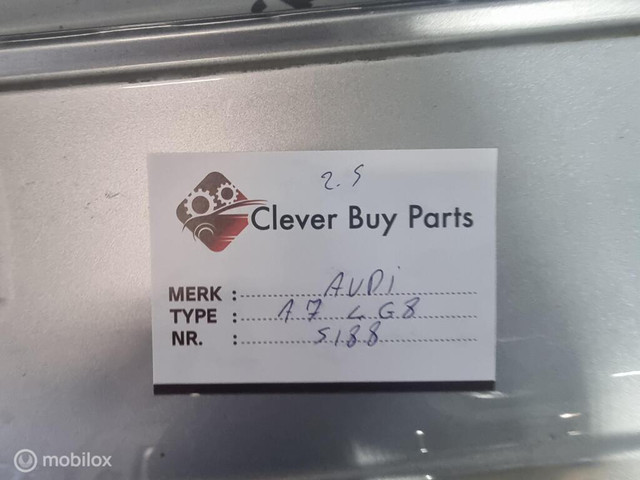 2.5
Clever Buy Parts
MERK : AUDi
TYPE : A7 4G8
NR. : 5188
mobilox